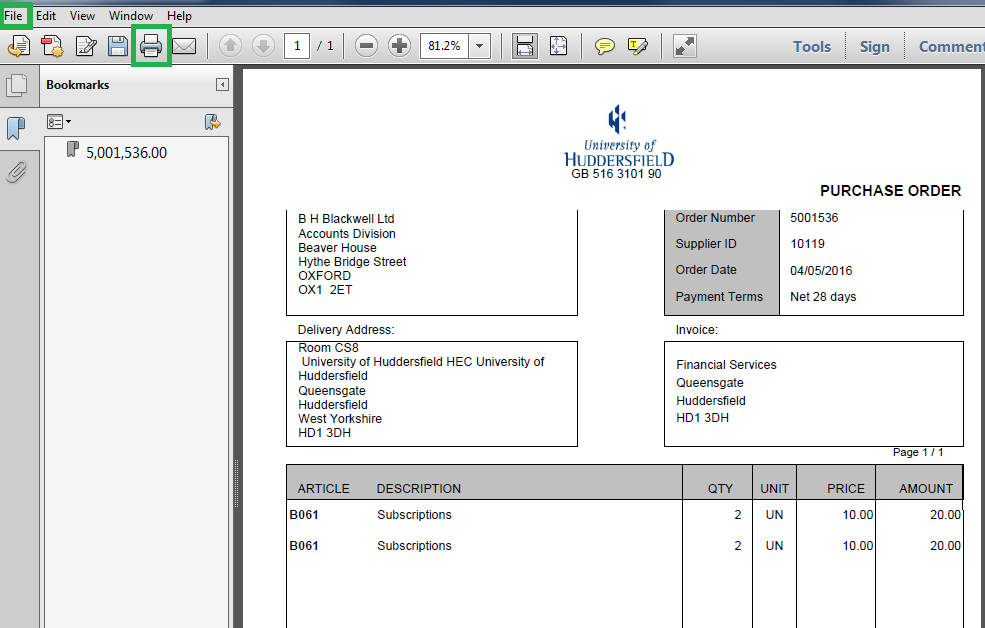 File Edit View Window Help
1 / 1 81.2% Tools Sign Comment
Bookmarks
5,001,536.00
University of
HUDDERSFIELD
GB 516 3101 90
PURCHASE ORDER
B H Blackwell Ltd
Accounts Division
Beaver House
Hythe Bridge Street
OXFORD
OX1 2ET
Order Number 5001536
Supplier ID 10119
Order Date 04/05/2016
Payment Terms Net 28 days
Delivery Address:
Room CS8
University of Huddersfield HEC University of
Huddersfield
Queensgate
Huddersfield
West Yorkshire
HD1 3DH
Invoice:
Financial Services
Queensgate
Huddersfield
HD1 3DH
Page 1 / 1
ARTICLE DESCRIPTION QTY UNIT PRICE AMOUNT
B061 Subscriptions 2 UN 10.00 20.00
B061 Subscriptions 2 UN 10.00 20.00